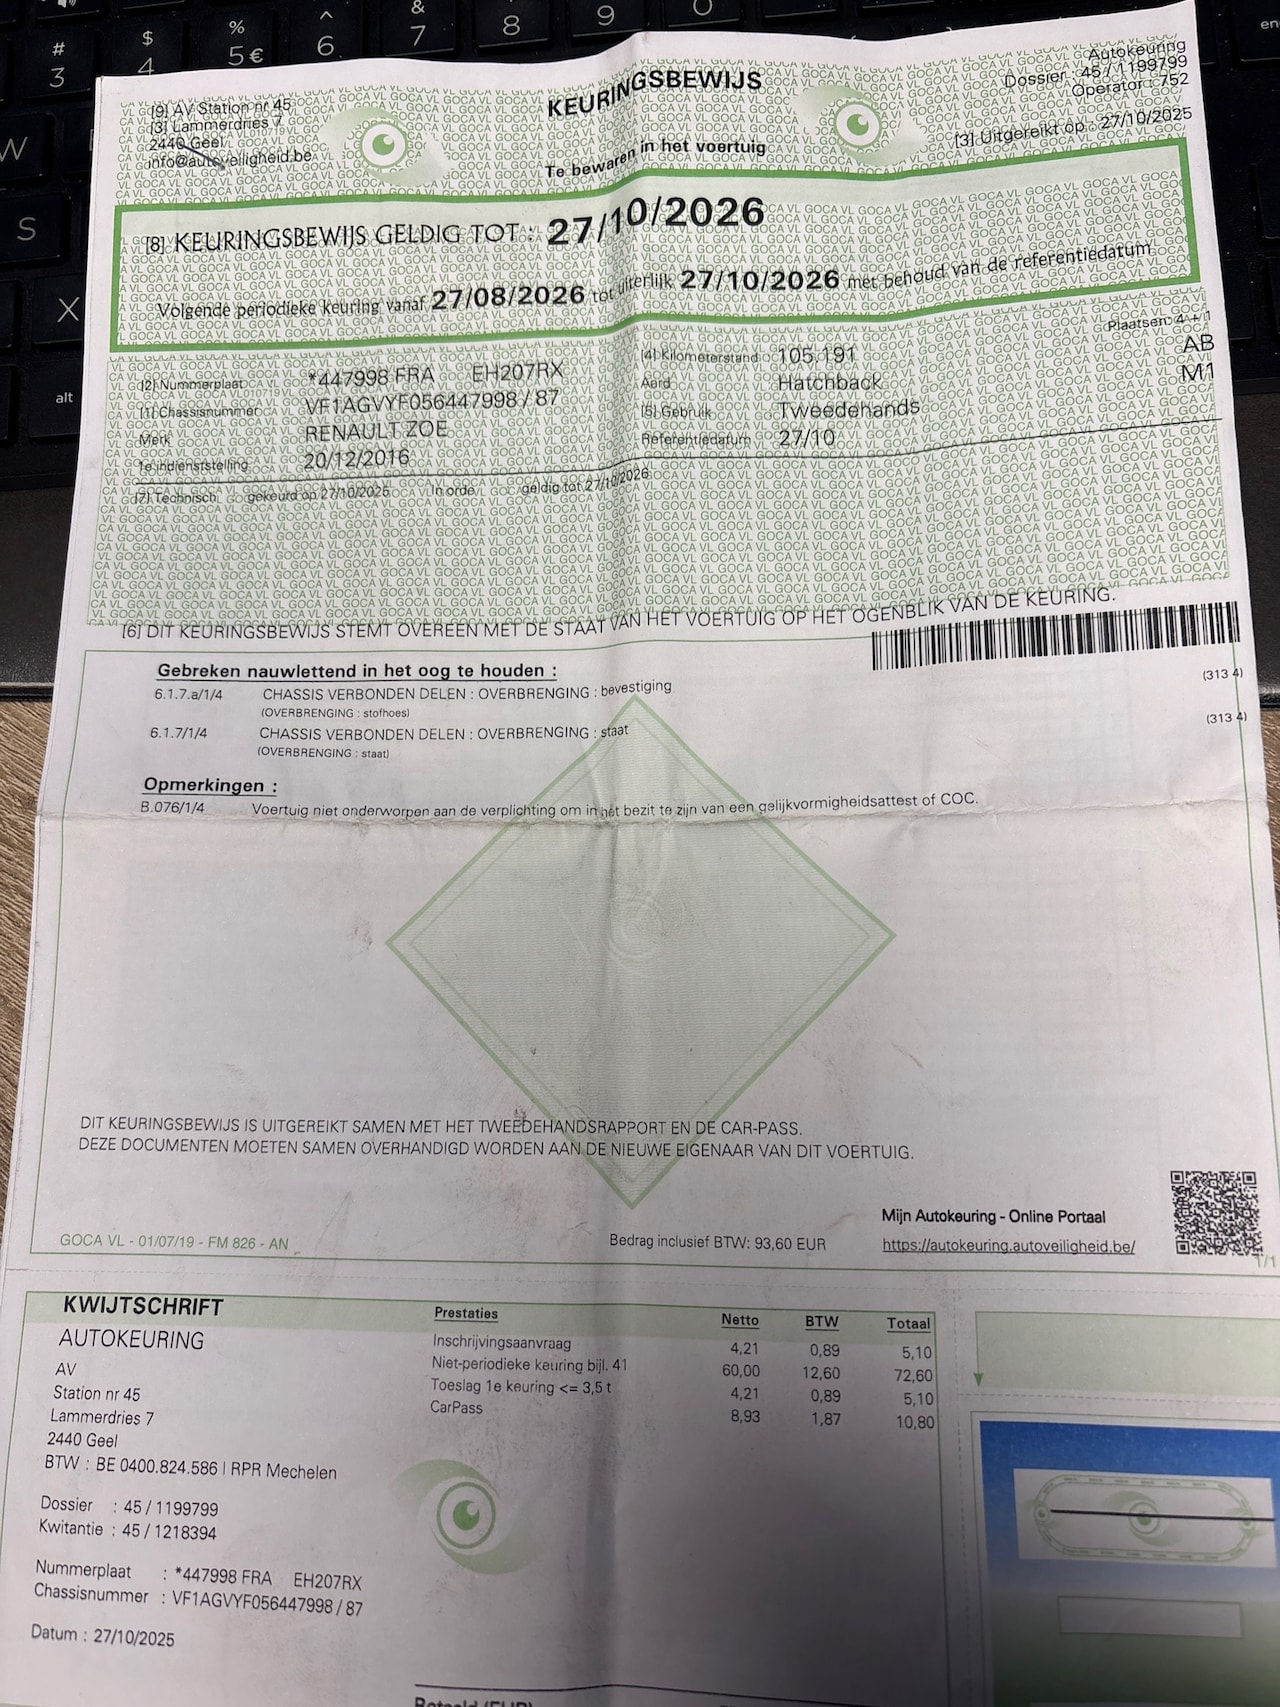 [9] AV Station nr 45
[3] Lammerdries 7
2440 Geel
info@autoveiligheid.be
KEURINGSBEWIJS
Te bewaren in het voertuig
Autokeuring
Dossier : 45 / 1199799
Operator : 752
[3] Uitgereikt op : 27/10/2025
[8] KEURINGSBEWIJS GELDIG TOT : 27/10/2026
Volgende periodieke keuring vanaf 27/08/2026 tot uiterlijk 27/10/2026 met behoud van de referentiedatum
[2] Nummerplaat *447998 FRA EH207RX
[1] Chassisnummer VF1AGVYF056447998 / 87
Merk RENAULT ZOE
1e indienststelling 20/12/2016
[4] Kilometerstand 105.191
Aard Hatchback
[5] Gebruik Tweedehands
Referentiedatum 27/10
Plaatsen: 4 + 1
AB
M1
[7] Technisch gekeurd op 27/10/2025 In orde geldig tot 27/10/2026
[6] DIT KEURINGSBEWIJS STEMT OVEREEN MET DE STAAT VAN HET VOERTUIG OP HET OGENBLIK VAN DE KEURING.
Gebreken nauwlettend in het oog te houden :
6.1.7.a/1/4 CHASSIS VERBONDEN DELEN : OVERBRENGING : bevestiging (313 4)
(OVERBRENGING : stofhoes)
6.1.7/1/4 CHASSIS VERBONDEN DELEN : OVERBRENGING : staat (313 4)
(OVERBRENGING : staat)
Opmerkingen :
B.076/1/4 Voertuig niet onderworpen aan de verplichting om in het bezit te zijn van een gelijkvormigheidsattest of COC.
DIT KEURINGSBEWIJS IS UITGEREIKT SAMEN MET HET TWEEDEHANDSRAPPORT EN DE CAR-PASS.
DEZE DOCUMENTEN MOETEN SAMEN OVERHANDIGD WORDEN AAN DE NIEUWE EIGENAAR VAN DIT VOERTUIG.
Mijn Autokeuring - Online Portaal
https://autokeuring.autoveiligheid.be/
GOCA VL - 01/07/19 - FM 826 - AN
Bedrag inclusief BTW: 93,60 EUR
1/1
KWIJTSCHRIFT
AUTOKEURING
AV
Station nr 45
Lammerdries 7
2440 Geel
BTW : BE 0400.824.586 | RPR Mechelen
Dossier : 45 / 1199799
Kwitantie : 45 / 1218394
Nummerplaat : *447998 FRA EH207RX
Chassisnummer : VF1AGVYF056447998 / 87
Datum : 27/10/2025
Prestaties Netto BTW Totaal
Inschrijvingsaanvraag 4,21 0,89 5,10
Niet-periodieke keuring bijl. 41 60,00 12,60 72,60
Toeslag 1e keuring <= 3,5 t 4,21 0,89 5,10
CarPass 8,93 1,87 10,80
Betaald (EUR)